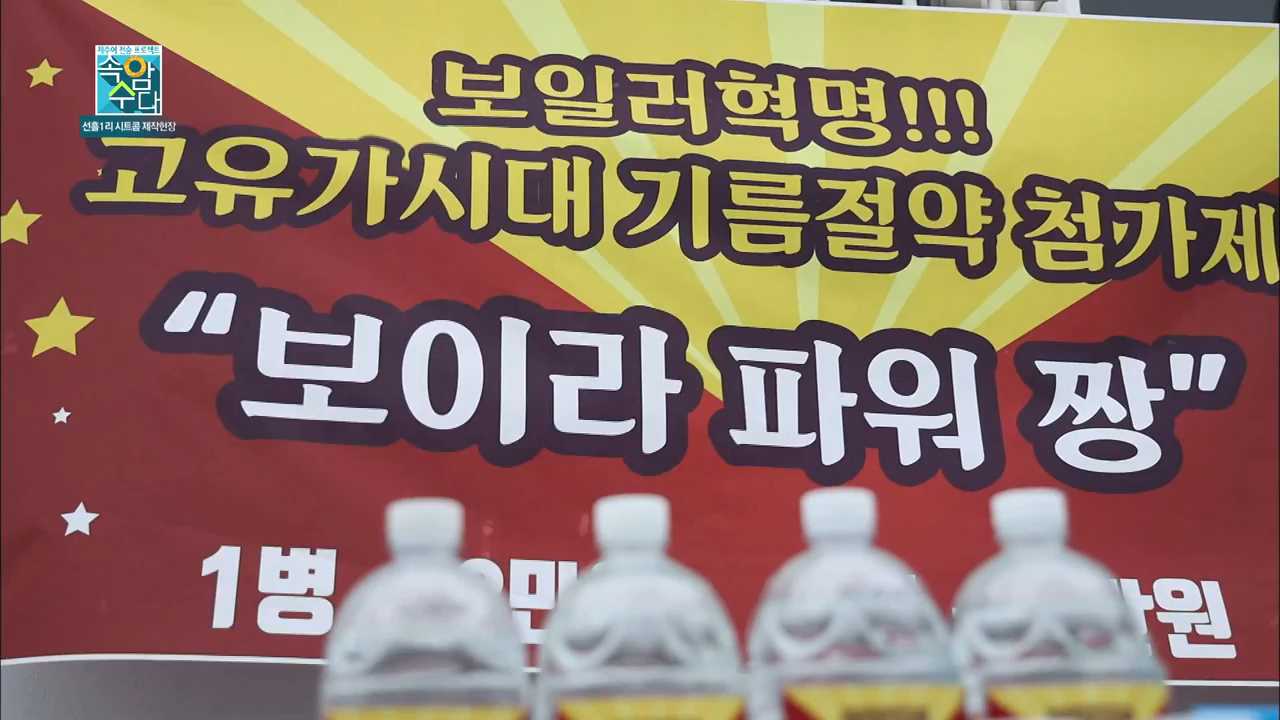 제주어 전승 프로젝트
속암수대
선흘1리 시트콤 제작현장
보일러혁명!!!
고유가시대 기름절약 첨가제
“보이라 파워 짱”
1병